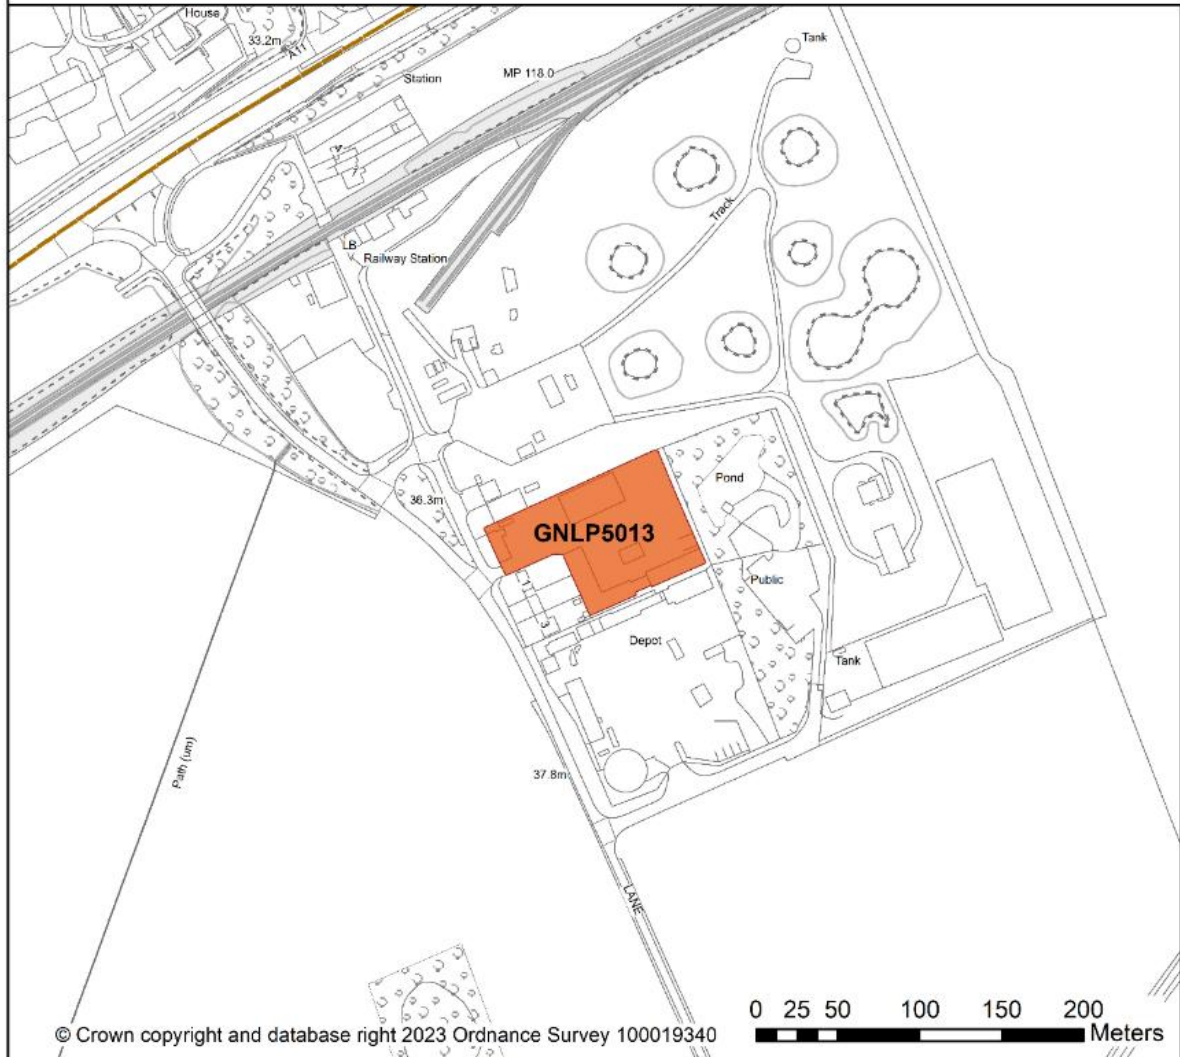 House
33.2m
A11
Station
MP 118.0
Tank
Track
LB
Railway Station
36.3m
GNLP5013
Pond
1
3
Public
Depot
Tank
Path (um)
37.8m
LANE
0 25 50 100 150 200
Meters
© Crown copyright and database right 2023 Ordnance Survey 100019340